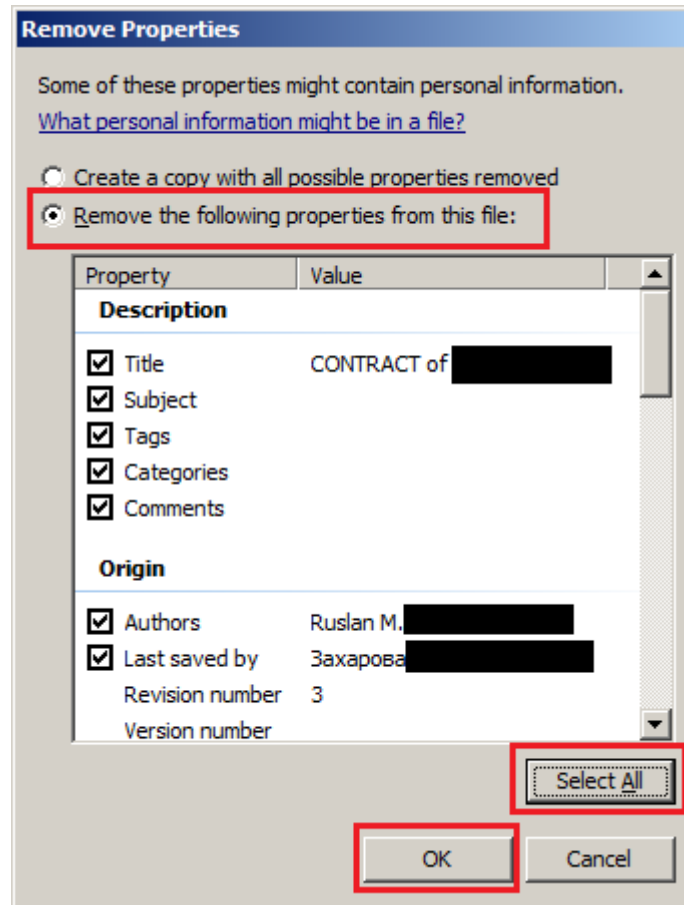 Remove Properties
Some of these properties might contain personal information.
What personal information might be in a file?
Create a copy with all possible properties removed
Remove the following properties from this file:
Property Value
Description
Title CONTRACT of
Subject
Tags
Categories
Comments
Origin
Authors Ruslan M.
Last saved by Захарова
Revision number 3
Version number
Select All
OK Cancel